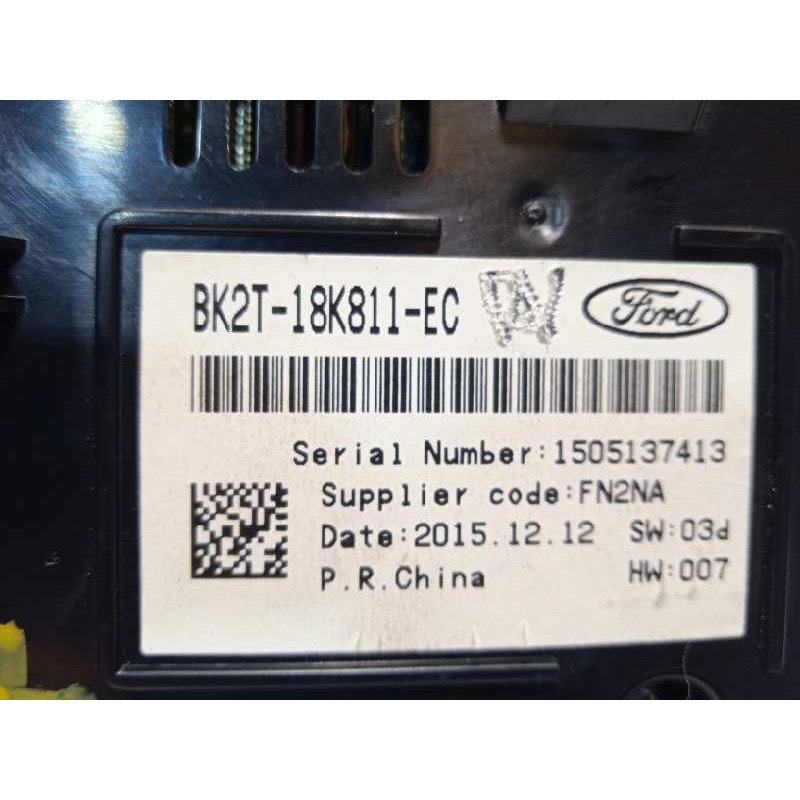 BK2T-18K811-EC Ford
Serial Number:1505137413
Supplier code:FN2NA
Date:2015.12.12 SW:03d
P.R.China HW:007